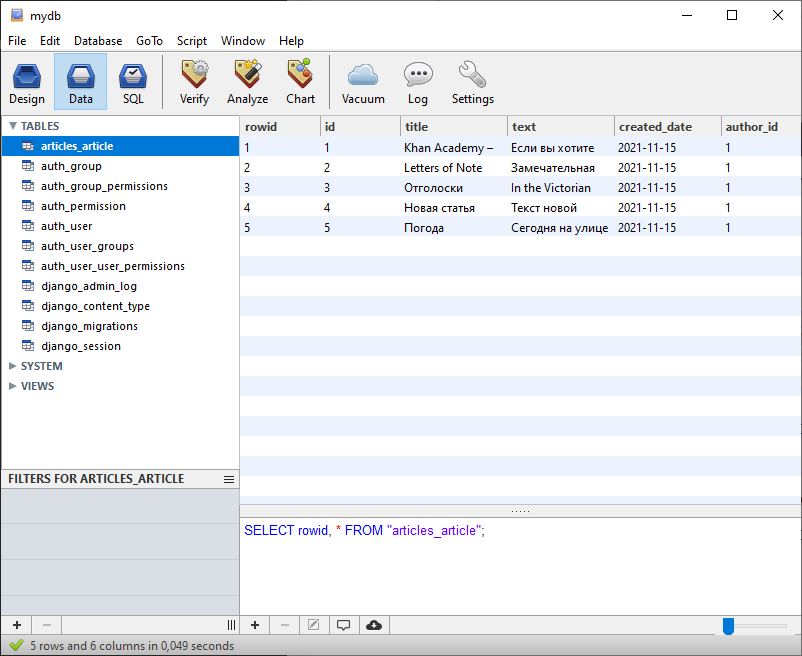 mydb
File Edit Database GoTo Script Window Help
Design Data SQL Verify Analyze Chart Vacuum Log Settings
TABLES
articles_article
auth_group
auth_group_permissions
auth_permission
auth_user
auth_user_groups
auth_user_user_permissions
django_admin_log
django_content_type
django_migrations
django_session
SYSTEM
VIEWS
FILTERS FOR ARTICLES_ARTICLE
rowid id title text created_date author_id
1 1 Khan Academy – Если вы хотите 2021-11-15 1
2 2 Letters of Note Замечательная 2021-11-15 1
3 3 Отголоски In the Victorian 2021-11-15 1
4 4 Новая статья Текст новой 2021-11-15 1
5 5 Погода Сегодня на улице 2021-11-15 1
SELECT rowid, * FROM "articles_article";
5 rows and 6 columns in 0,049 seconds